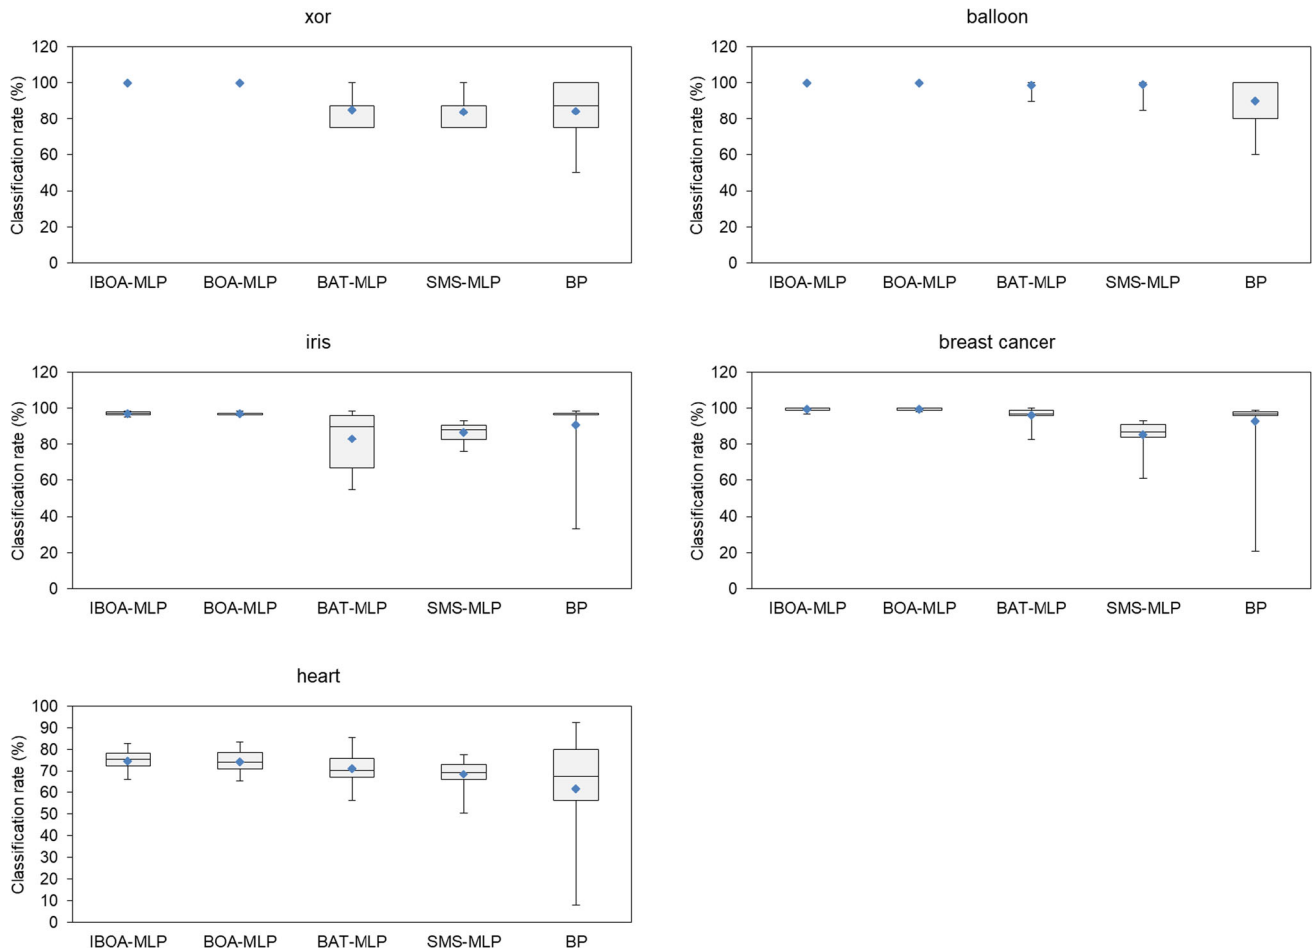 xor
Classification rate (%)
120
100
80
60
40
20
0
IBOA-MLP BOA-MLP BAT-MLP SMS-MLP BP
balloon
Classification rate (%)
120
100
80
60
40
20
0
IBOA-MLP BOA-MLP BAT-MLP SMS-MLP BP
iris
Classification rate (%)
120
100
80
60
40
20
0
IBOA-MLP BOA-MLP BAT-MLP SMS-MLP BP
breast cancer
Classification rate (%)
120
100
80
60
40
20
0
IBOA-MLP BOA-MLP BAT-MLP SMS-MLP BP
heart
Classification rate (%)
100
90
80
70
60
50
40
30
20
10
0
IBOA-MLP BOA-MLP BAT-MLP SMS-MLP BP